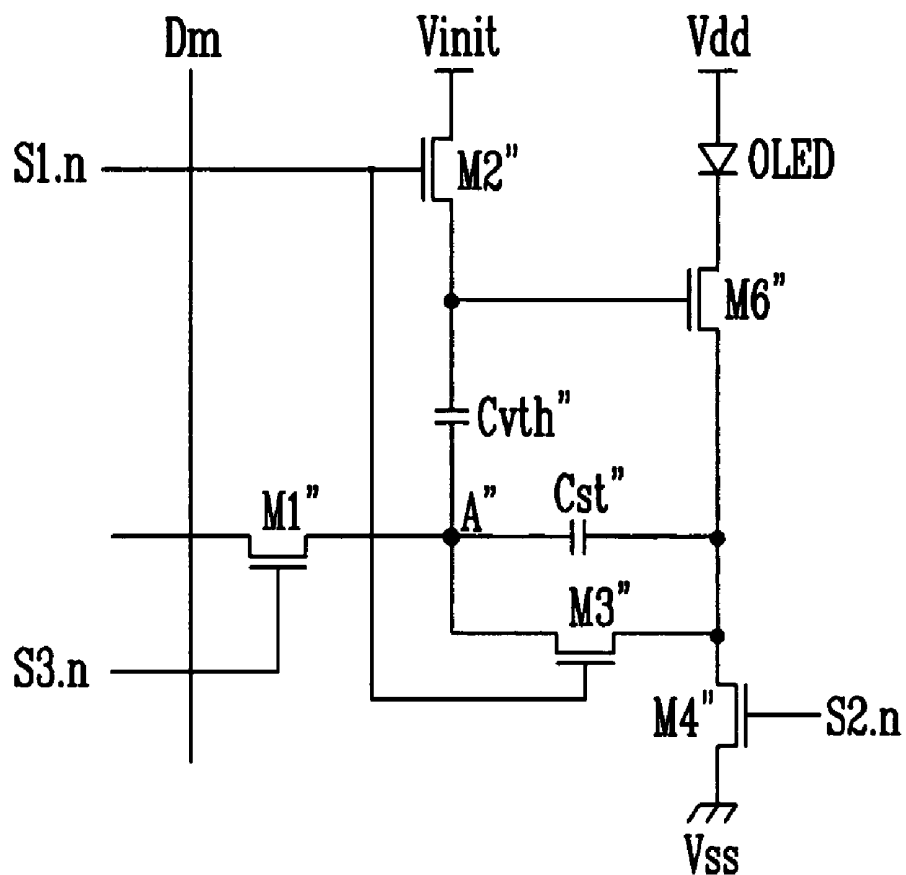 Dm
Vinit
Vdd
S1.n
M2"
OLED
M6"
Cvth"
M1"
A"
Cst"
M3"
S3.n
M4"
S2.n
Vss